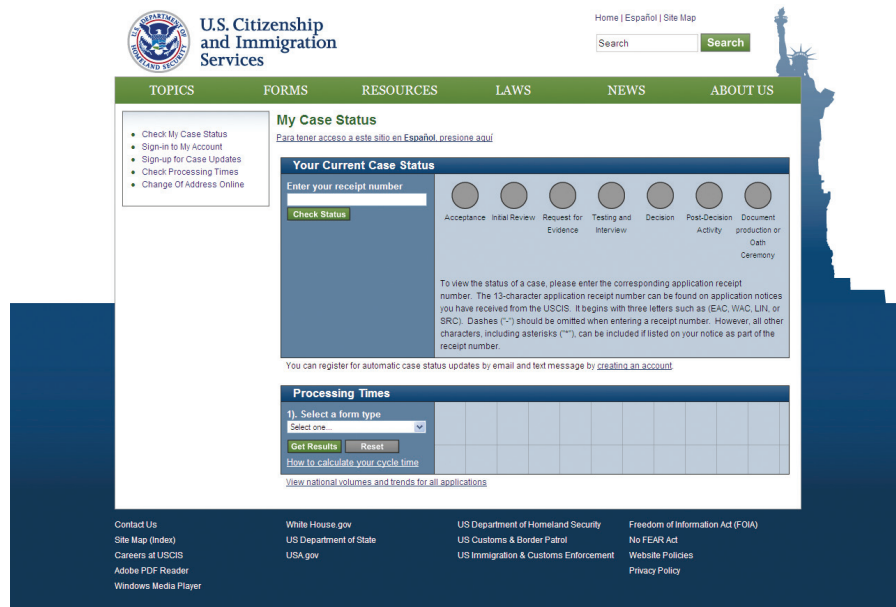 U.S. Citizenship
and Immigration
Services
U.S. DEPARTMENT OF
HOMELAND SECURITY
Home | Español | Site Map
Search
Search
TOPICS FORMS RESOURCES LAWS NEWS ABOUT US
Check My Case Status
Sign-in to My Account
Sign-up for Case Updates
Check Processing Times
Change Of Address Online
My Case Status
Para tener acceso a este sitio en Español, presione aquí
Your Current Case Status
Enter your receipt number
Check Status
Acceptance
Initial Review
Request for
Evidence
Testing and
Interview
Decision
Post-Decision
Activity
Document
production or
Oath
Ceremony
To view the status of a case, please enter the corresponding application receipt
number. The 13-character application receipt number can be found on application notices
you have received from the USCIS. It begins with three letters such as (EAC, WAC, LIN, or
SRC). Dashes ("-") should be omitted when entering a receipt number. However, all other
characters, including asterisks ("*"), can be included if listed on your notice as part of the
receipt number.
You can register for automatic case status updates by email and text message by creating an account.
Processing Times
1). Select a form type
Select one...
Get Results Reset
How to calculate your cycle time
View national volumes and trends for all applications
Contact Us
Site Map (Index)
Careers at USCIS
Adobe PDF Reader
Windows Media Player
White House.gov
US Department of State
USA.gov
US Department of Homeland Security
US Customs & Border Patrol
US Immigration & Customs Enforcement
Freedom of Information Act (FOIA)
No FEAR Act
Website Policies
Privacy Policy